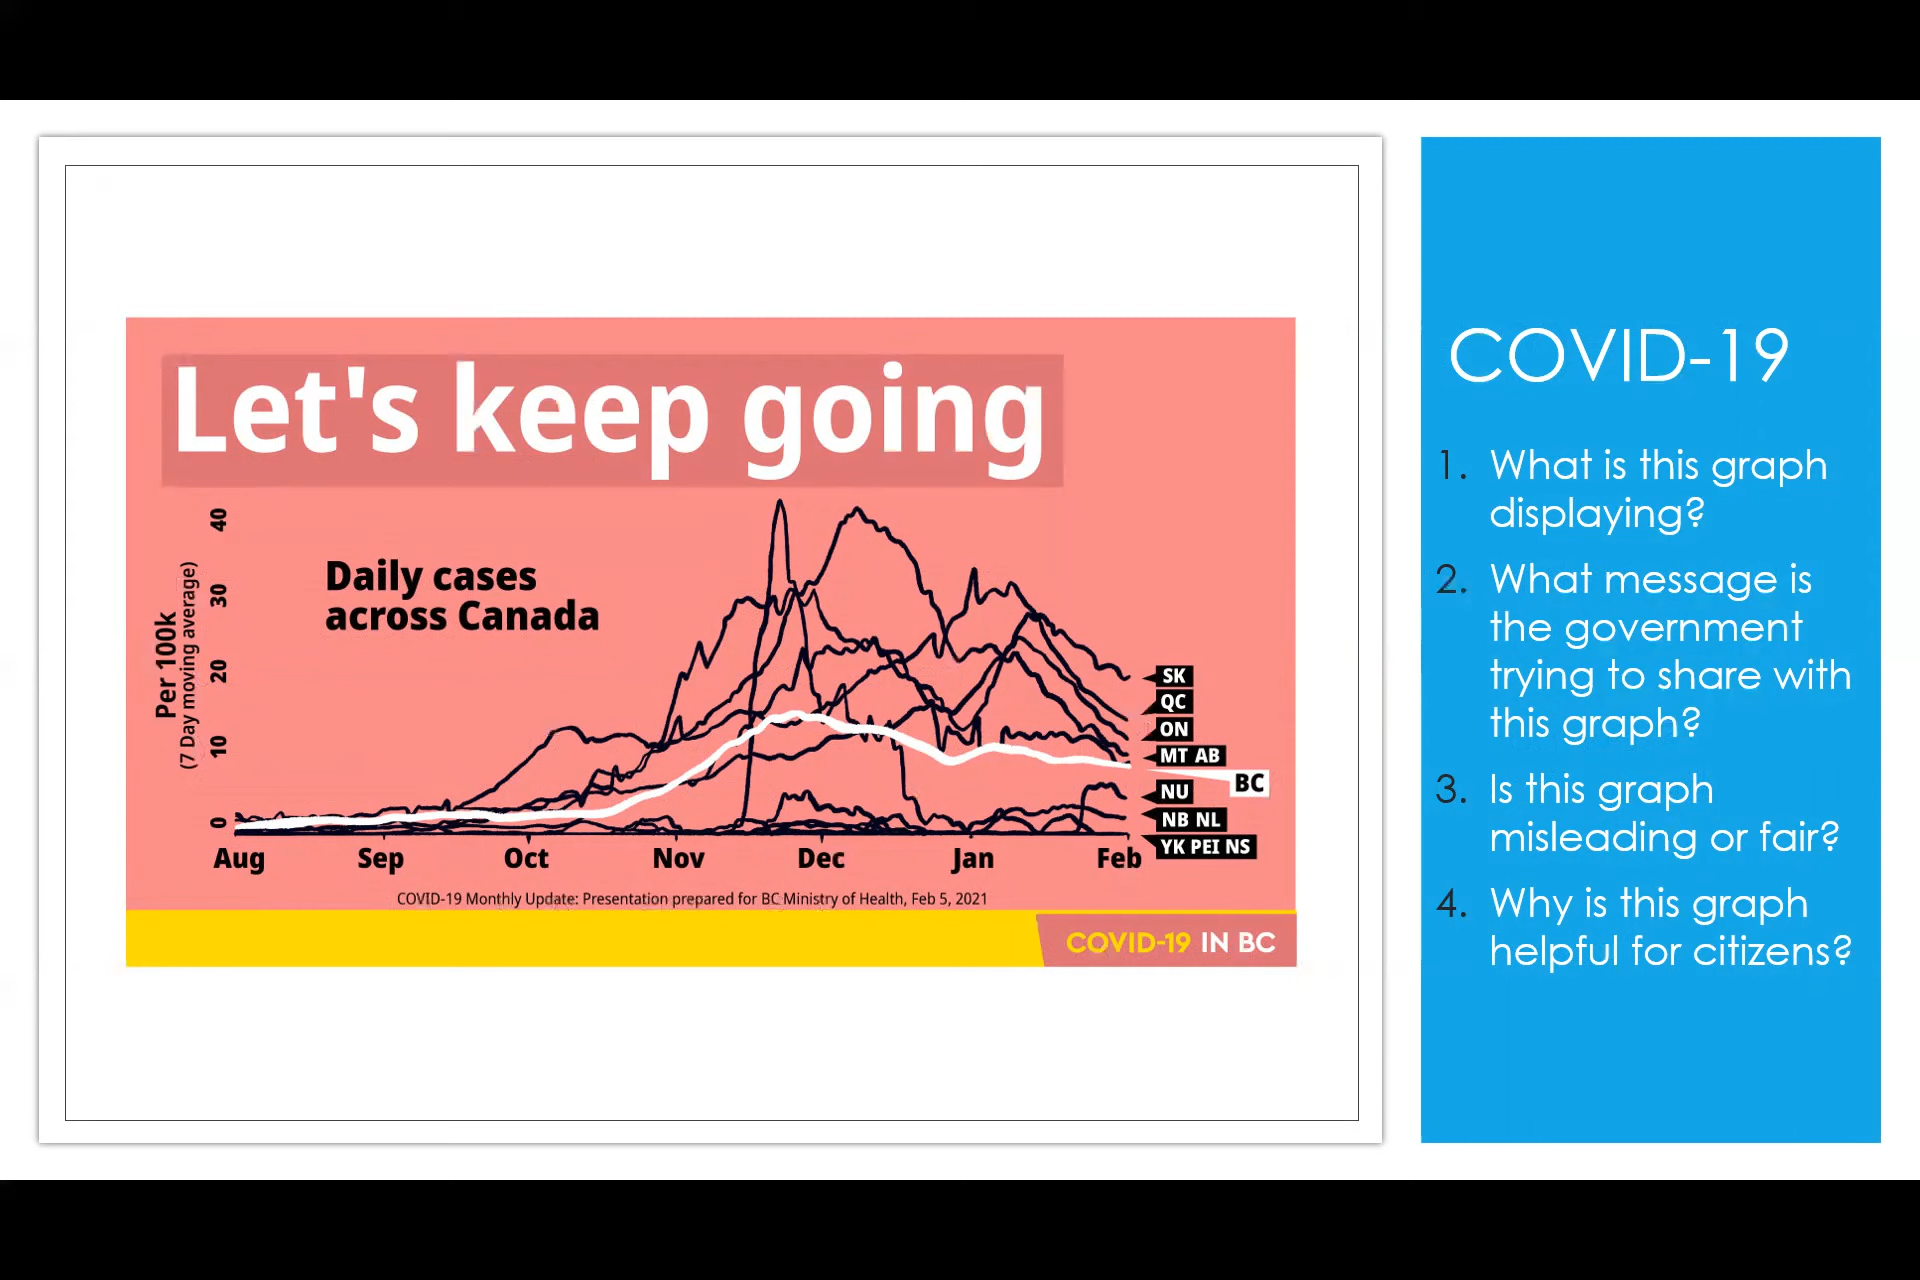 Let's keep going
Daily cases
across Canada
Per 100k
(7 Day moving average)
40
30
20
10
0
Aug Sep Oct Nov Dec Jan Feb
SK
QC
ON
MT AB
BC
NU
NB NL
YK PEI NS
COVID-19 Monthly Update: Presentation prepared for BC Ministry of Health, Feb 5, 2021
COVID-19 IN BC
COVID-19
1. What is this graph
displaying?
2. What message is
the government
trying to share with
this graph?
3. Is this graph
misleading or fair?
4. Why is this graph
helpful for citizens?